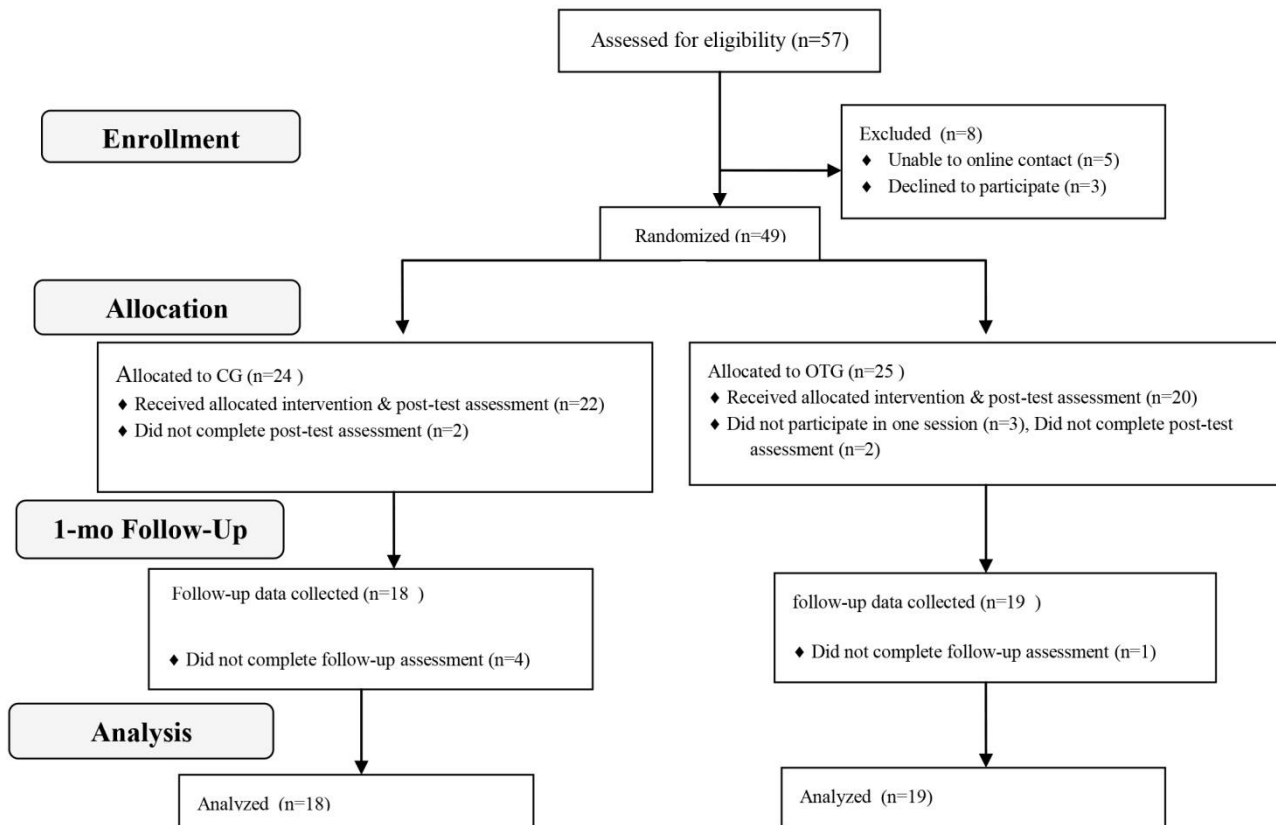 Assessed for eligibility (n=57)
Enrollment
Excluded (n=8)
♦ Unable to online contact (n=5)
♦ Declined to participate (n=3)
Randomized (n=49)
Allocation
Allocated to CG (n=24 )
♦ Received allocated intervention & post-test assessment (n=22)
♦ Did not complete post-test assessment (n=2)
Allocated to OTG (n=25 )
♦ Received allocated intervention & post-test assessment (n=20)
♦ Did not participate in one session (n=3), Did not complete post-test
assessment (n=2)
1-mo Follow-Up
Follow-up data collected (n=18 )
♦ Did not complete follow-up assessment (n=4)
follow-up data collected (n=19 )
♦ Did not complete follow-up assessment (n=1)
Analysis
Analyzed (n=18)
Analyzed (n=19)